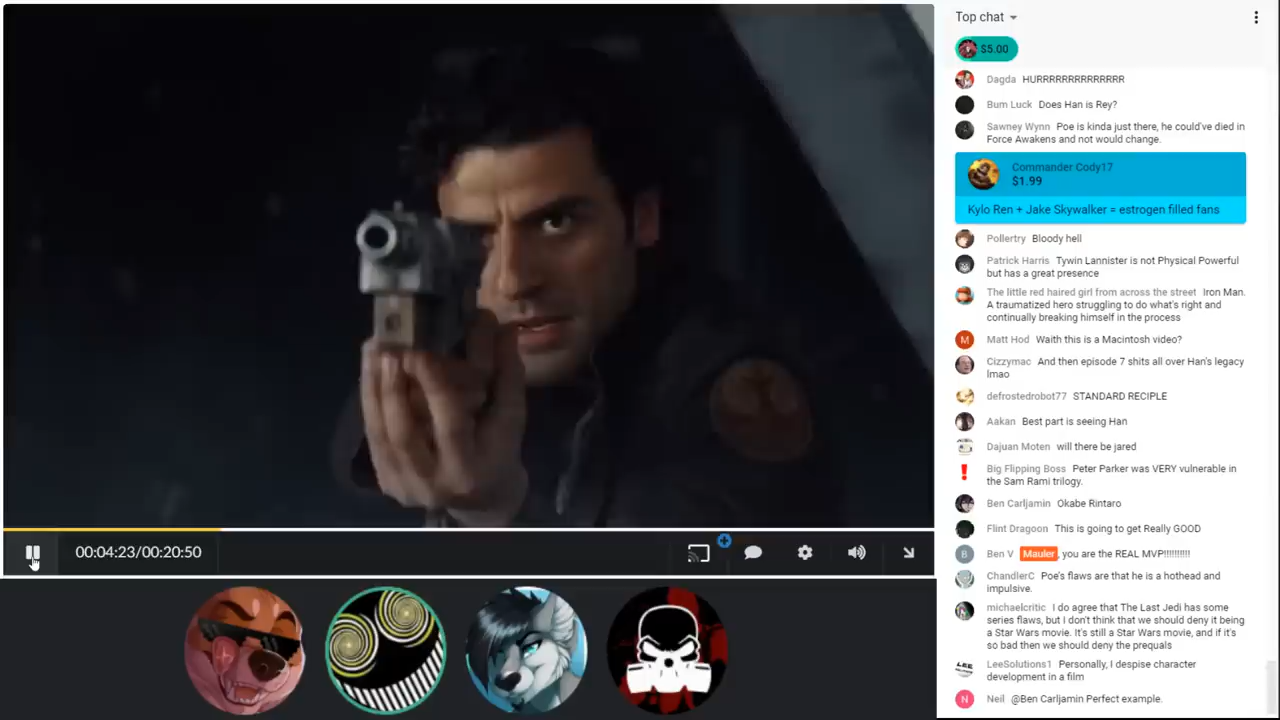 Top chat
$5.00
Dagda HURRRRRRRRRRRRRR
Bum Luck Does Han is Rey?
Sawney Wynn Poe is kinda just there, he could've died in
Force Awakens and not would change.
Commander Cody17
$1.99
Kylo Ren + Jake Skywalker = estrogen filled fans
Pollertry Bloody hell
Patrick Harris Tywin Lannister is not Physical Powerful
but has a great presence
The little red haired girl from across the street Iron Man.
A traumatized hero struggling to do what's right and
continually breaking himself in the process
M
Matt Hod Waith this is a Macintosh video?
Cizzymac And then episode 7 shits all over Han's legacy
lmao
defrostedrobot77 STANDARD RECIPLE
Aakan Best part is seeing Han
Dajuan Moten will there be jared
Big Flipping Boss Peter Parker was VERY vulnerable in
the Sam Rami trilogy.
Ben Carljamin Okabe Rintaro
Flint Dragoon This is going to get Really GOOD
B
Ben V Mauler, you are the REAL MVP!!!!!!!!!!
ChandlerC Poe's flaws are that he is a hothead and
impulsive.
michaelcritic I do agree that The Last Jedi has some
series flaws, but I don't think that we should deny it being
a Star Wars movie. It's still a Star Wars movie, and if it's
so bad then we should deny the prequals
LEE
LeeSolutions1 Personally, I despise character
development in a film
N
Neil @Ben Carljamin Perfect example.
00:04:23/00:20:50